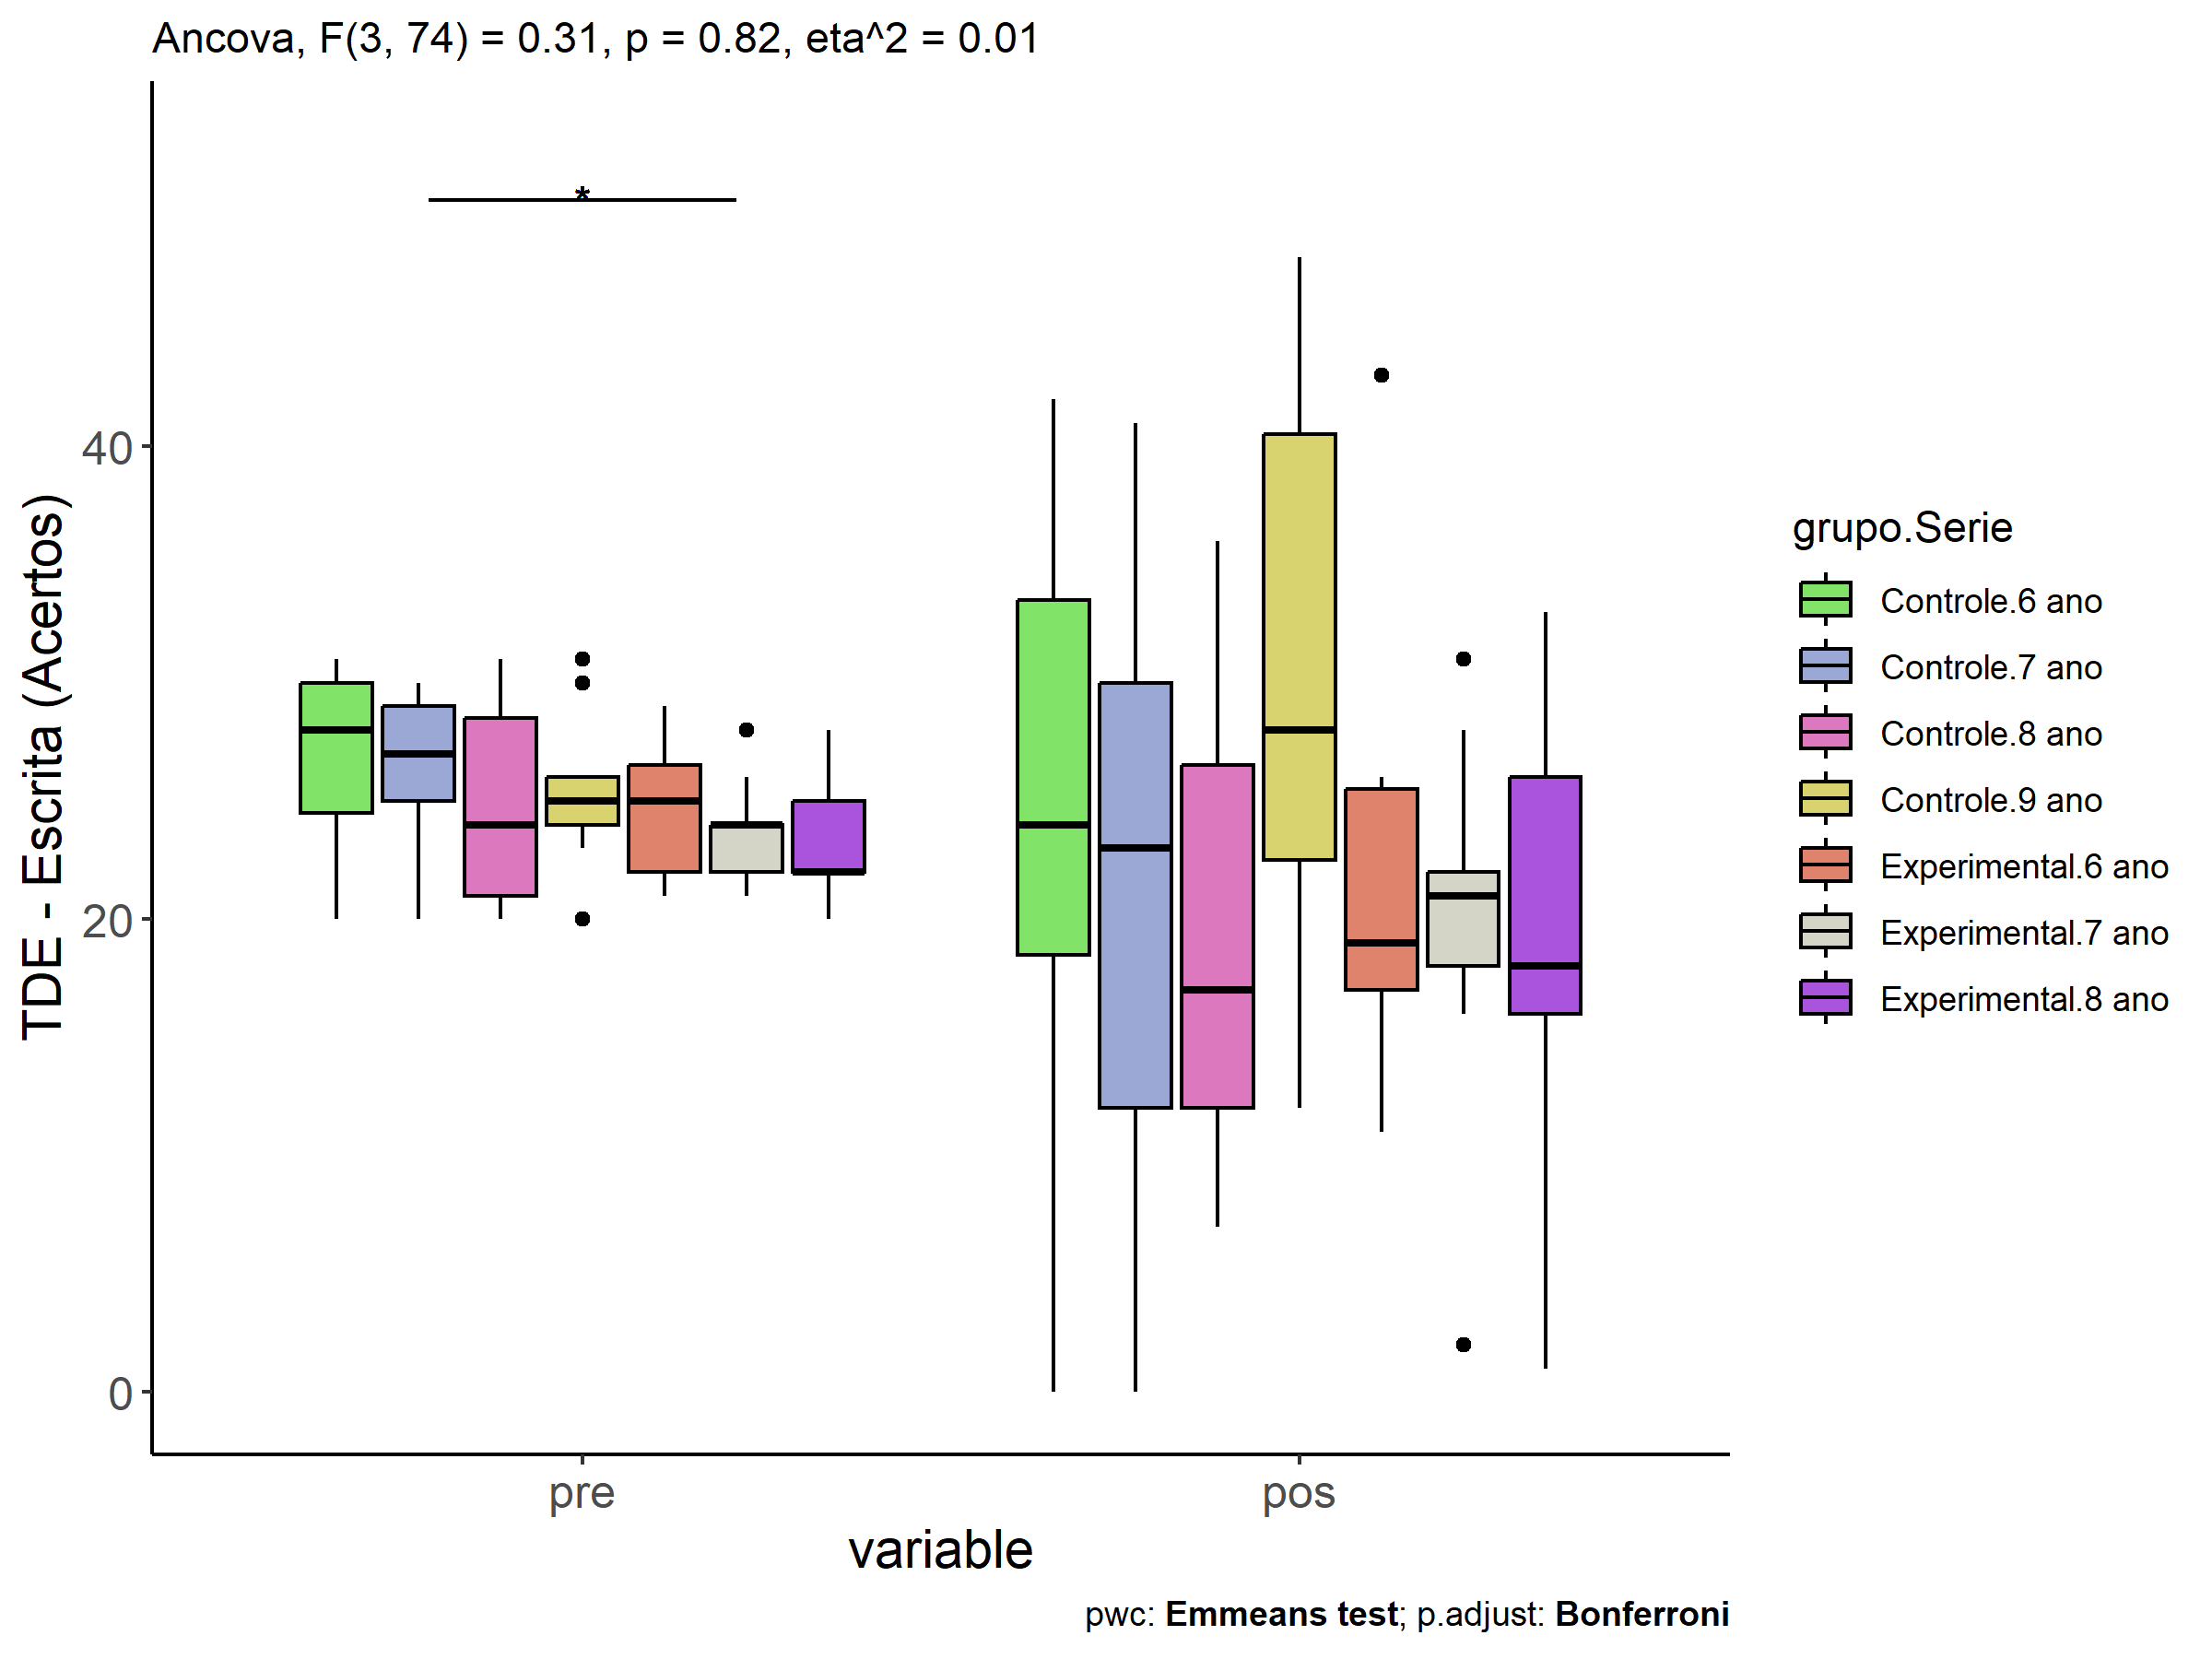 Ancova, F(3, 74) = 0.31, p = 0.82, eta^2 = 0.01
*
TDE - Escrita (Acertos)
40
20
0
pre
pos
variable
grupo.Serie
Controle.6 ano
Controle.7 ano
Controle.8 ano
Controle.9 ano
Experimental.6 ano
Experimental.7 ano
Experimental.8 ano
pwc: Emmeans test; p.adjust: Bonferroni